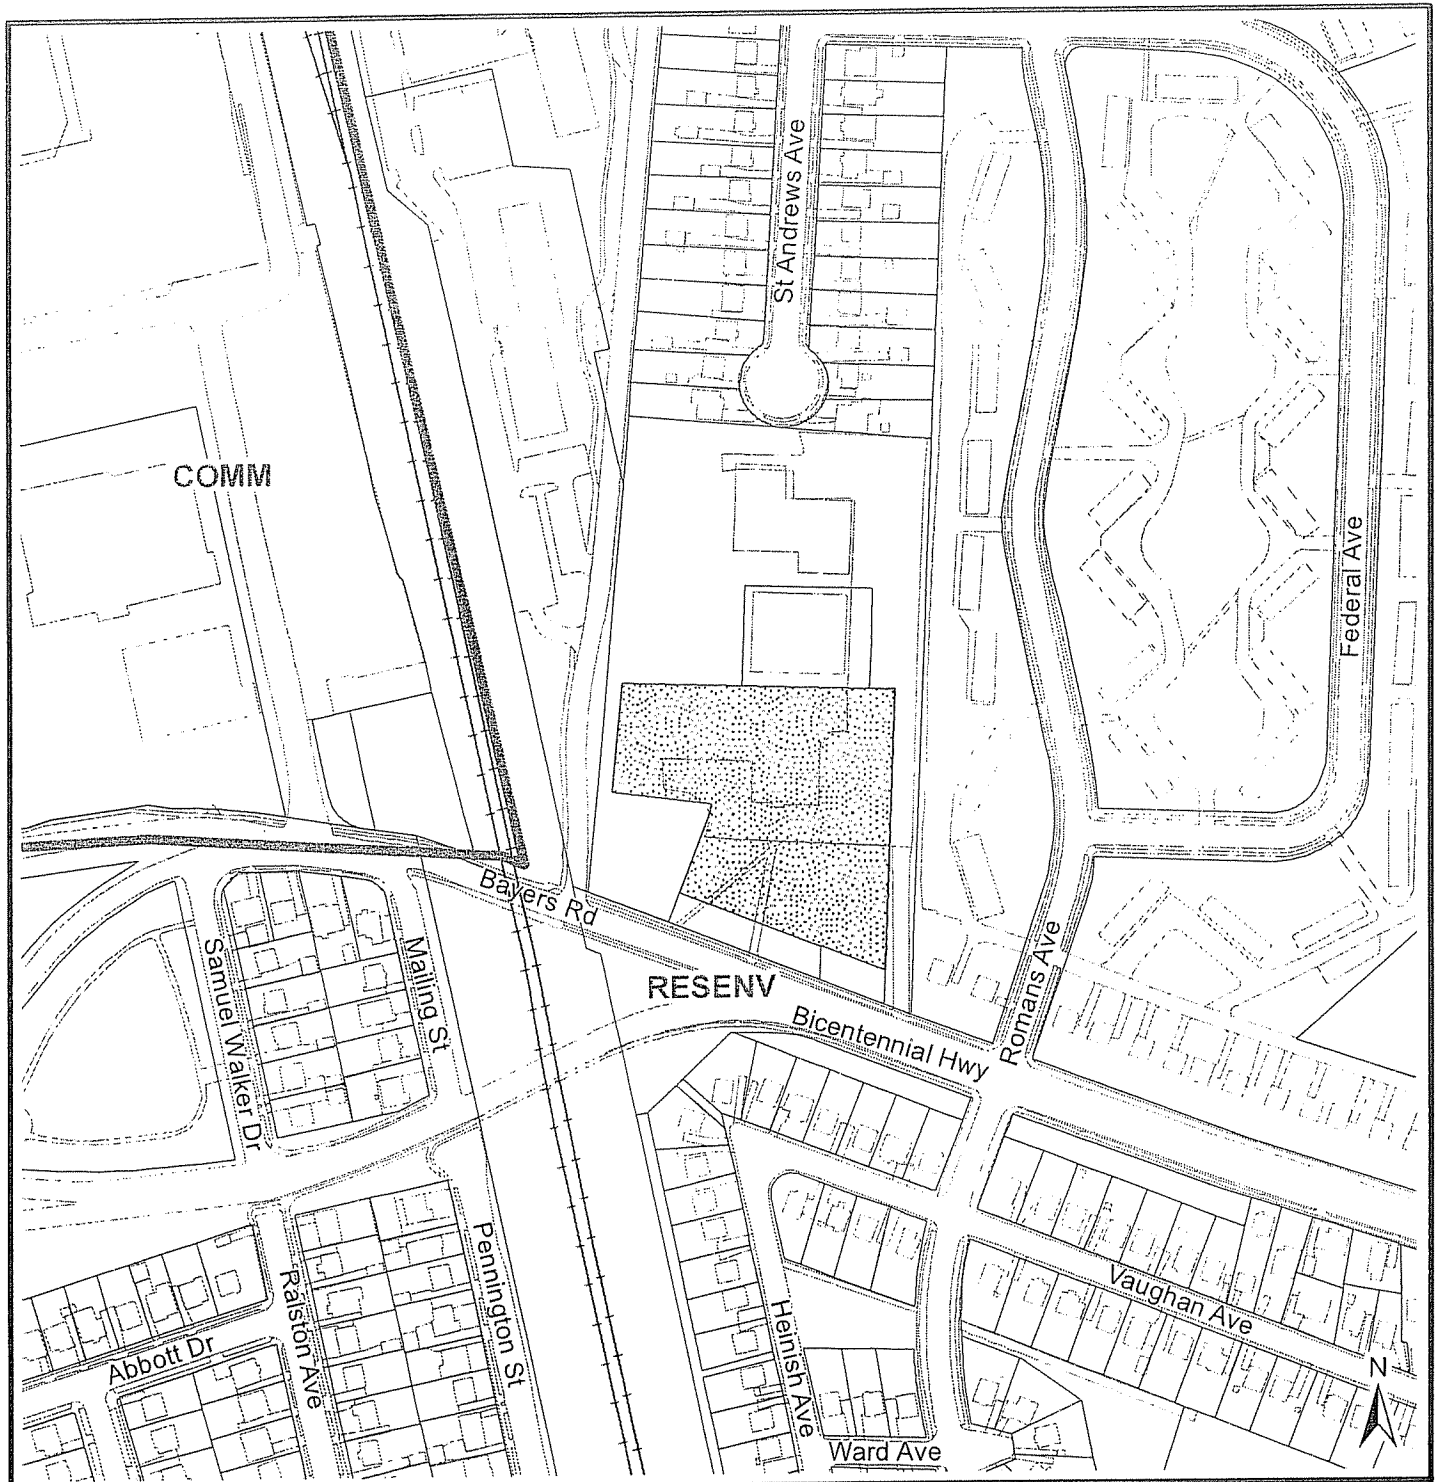 St Andrews Ave
COMM
Federal Ave
Bayers Rd
Samuel Walker Dr
Mailing St
RESENV
Bicentennial Hwy
Romans Ave
Pennington St
Ralston Ave
Abbott Dr
Heinish Ave
Vaughan Ave
N
Ward Ave